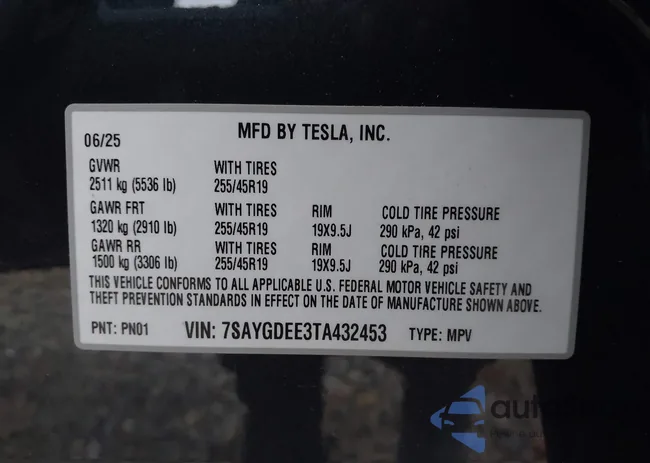 06/25 MFD BY TESLA, INC.
GVWR WITH TIRES
2511 kg (5536 lb) 255/45R19
GAWR FRT WITH TIRES RIM COLD TIRE PRESSURE
1320 kg (2910 lb) 255/45R19 19X9.5J 290 kPa, 42 psi
GAWR RR WITH TIRES RIM COLD TIRE PRESSURE
1500 kg (3306 lb) 255/45R19 19X9.5J 290 kPa, 42 psi
THIS VEHICLE CONFORMS TO ALL APPLICABLE U.S. FEDERAL MOTOR VEHICLE SAFETY AND
THEFT PREVENTION STANDARDS IN EFFECT ON THE DATE OF MANUFACTURE SHOWN ABOVE.
PNT: PN01 VIN: 7SAYGDEE3TA432453 TYPE: MPV